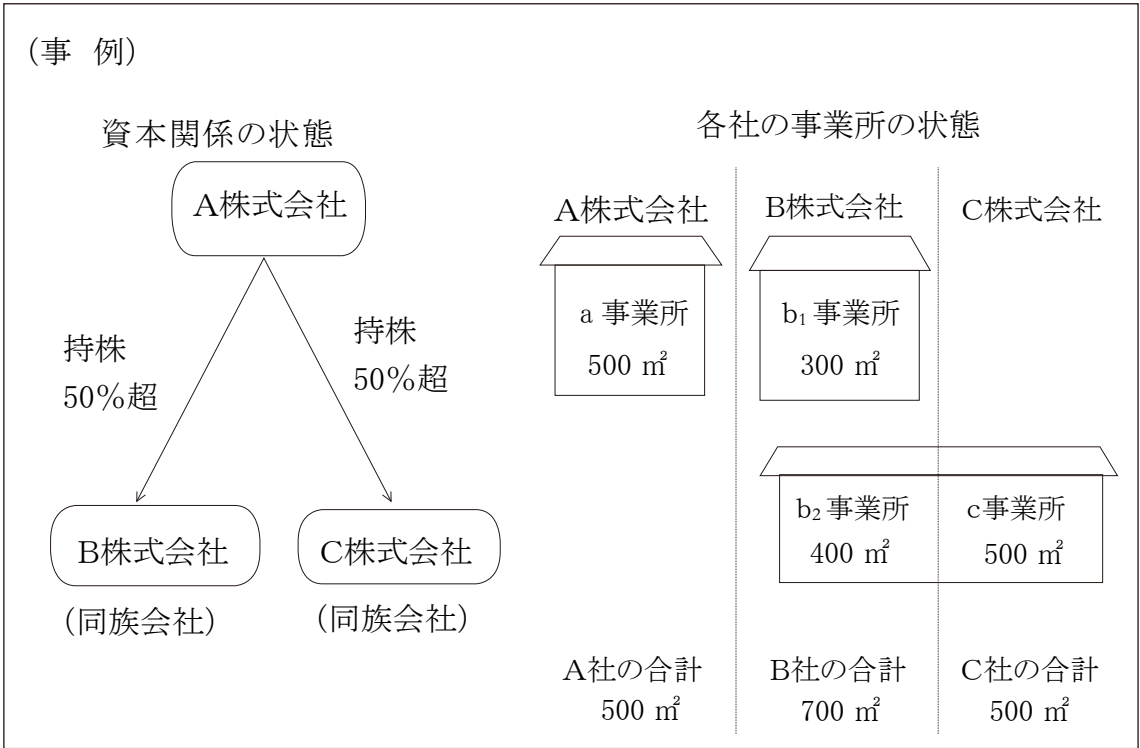 (事 例)
資本関係の状態
A株式会社
持株
50%超
持株
50%超
B株式会社
(同族会社)
C株式会社
(同族会社)
各社の事業所の状態
A株式会社
B株式会社
C株式会社
a 事業所
500 ㎡
b₁ 事業所
300 ㎡
b₂ 事業所
400 ㎡
c事業所
500 ㎡
A社の合計
500 ㎡
B社の合計
700 ㎡
C社の合計
500 ㎡